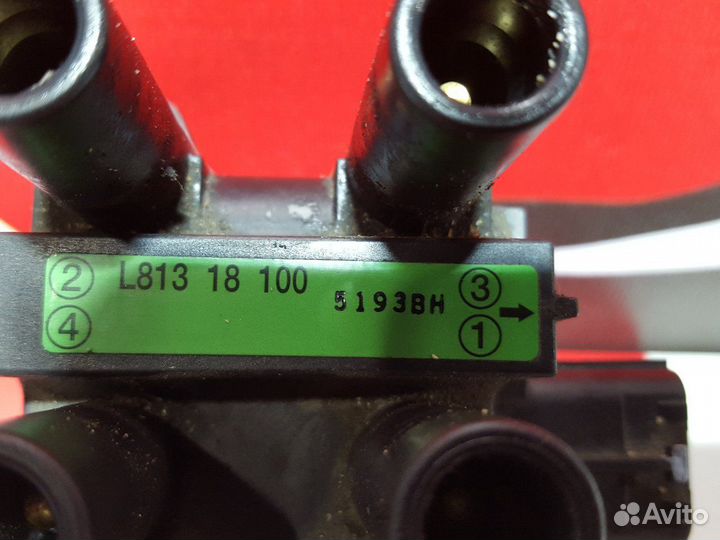 ② L813 18 100 ③
5193BH
④ ① →
Avito